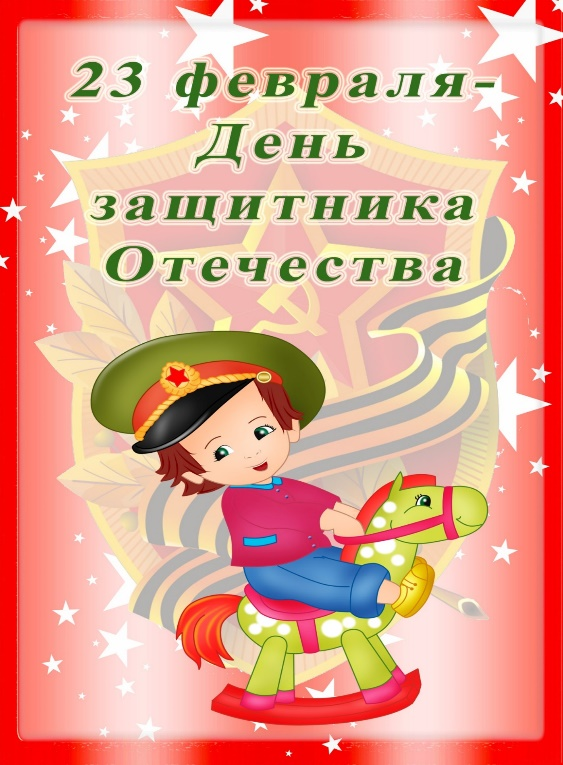 23 февраля-
День
защитника
Отечества